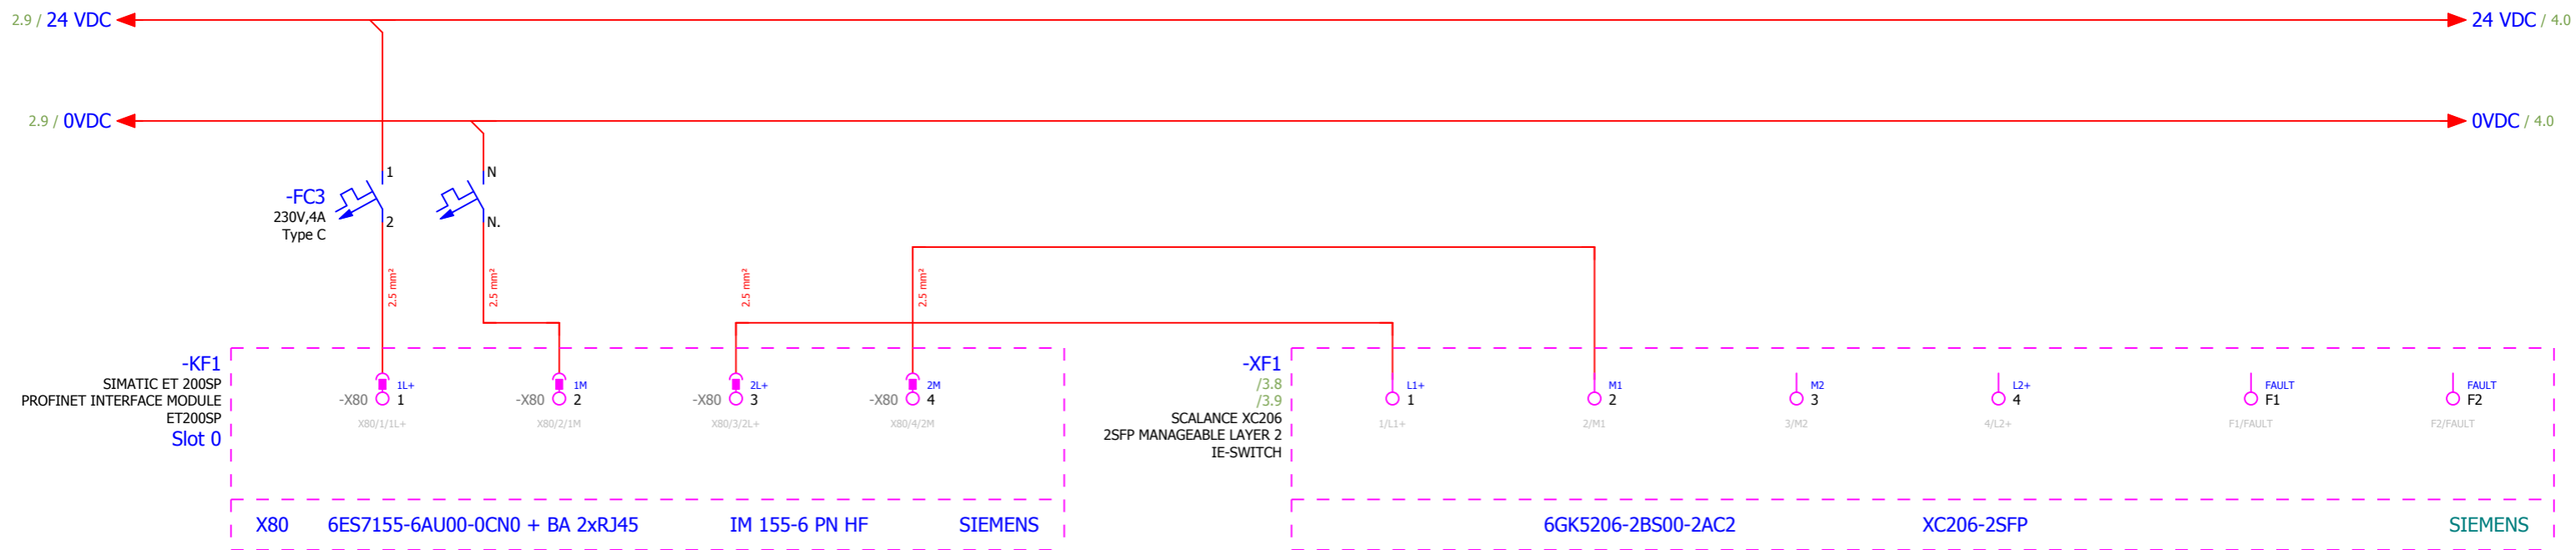 2.9 / 24 VDC
24 VDC / 4.0
2.9 / 0VDC
0VDC / 4.0
1
N
-FC3
230V,4A
Type C
2
N.
2.5 mm²
2.5 mm²
2.5 mm²
2.5 mm²
-KF1
SIMATIC ET 200SP
PROFINET INTERFACE MODULE
ET200SP
Slot 0
1L+
-X80 1
X80/1/1L+
1M
-X80 2
X80/2/1M
2L+
-X80 3
X80/3/2L+
2M
-X80 4
X80/4/2M
X80 6ES7155-6AU00-0CN0 + BA 2xRJ45 IM 155-6 PN HF SIEMENS
-XF1
/3.8
/3.9
SCALANCE XC206
2SFP MANAGEABLE LAYER 2
IE-SWITCH
L1+
1
1/L1+
M1
2
2/M1
M2
3
3/M2
L2+
4
4/L2+
FAULT
F1
F1/FAULT
FAULT
F2
F2/FAULT
6GK5206-2BS00-2AC2 XC206-2SFP SIEMENS